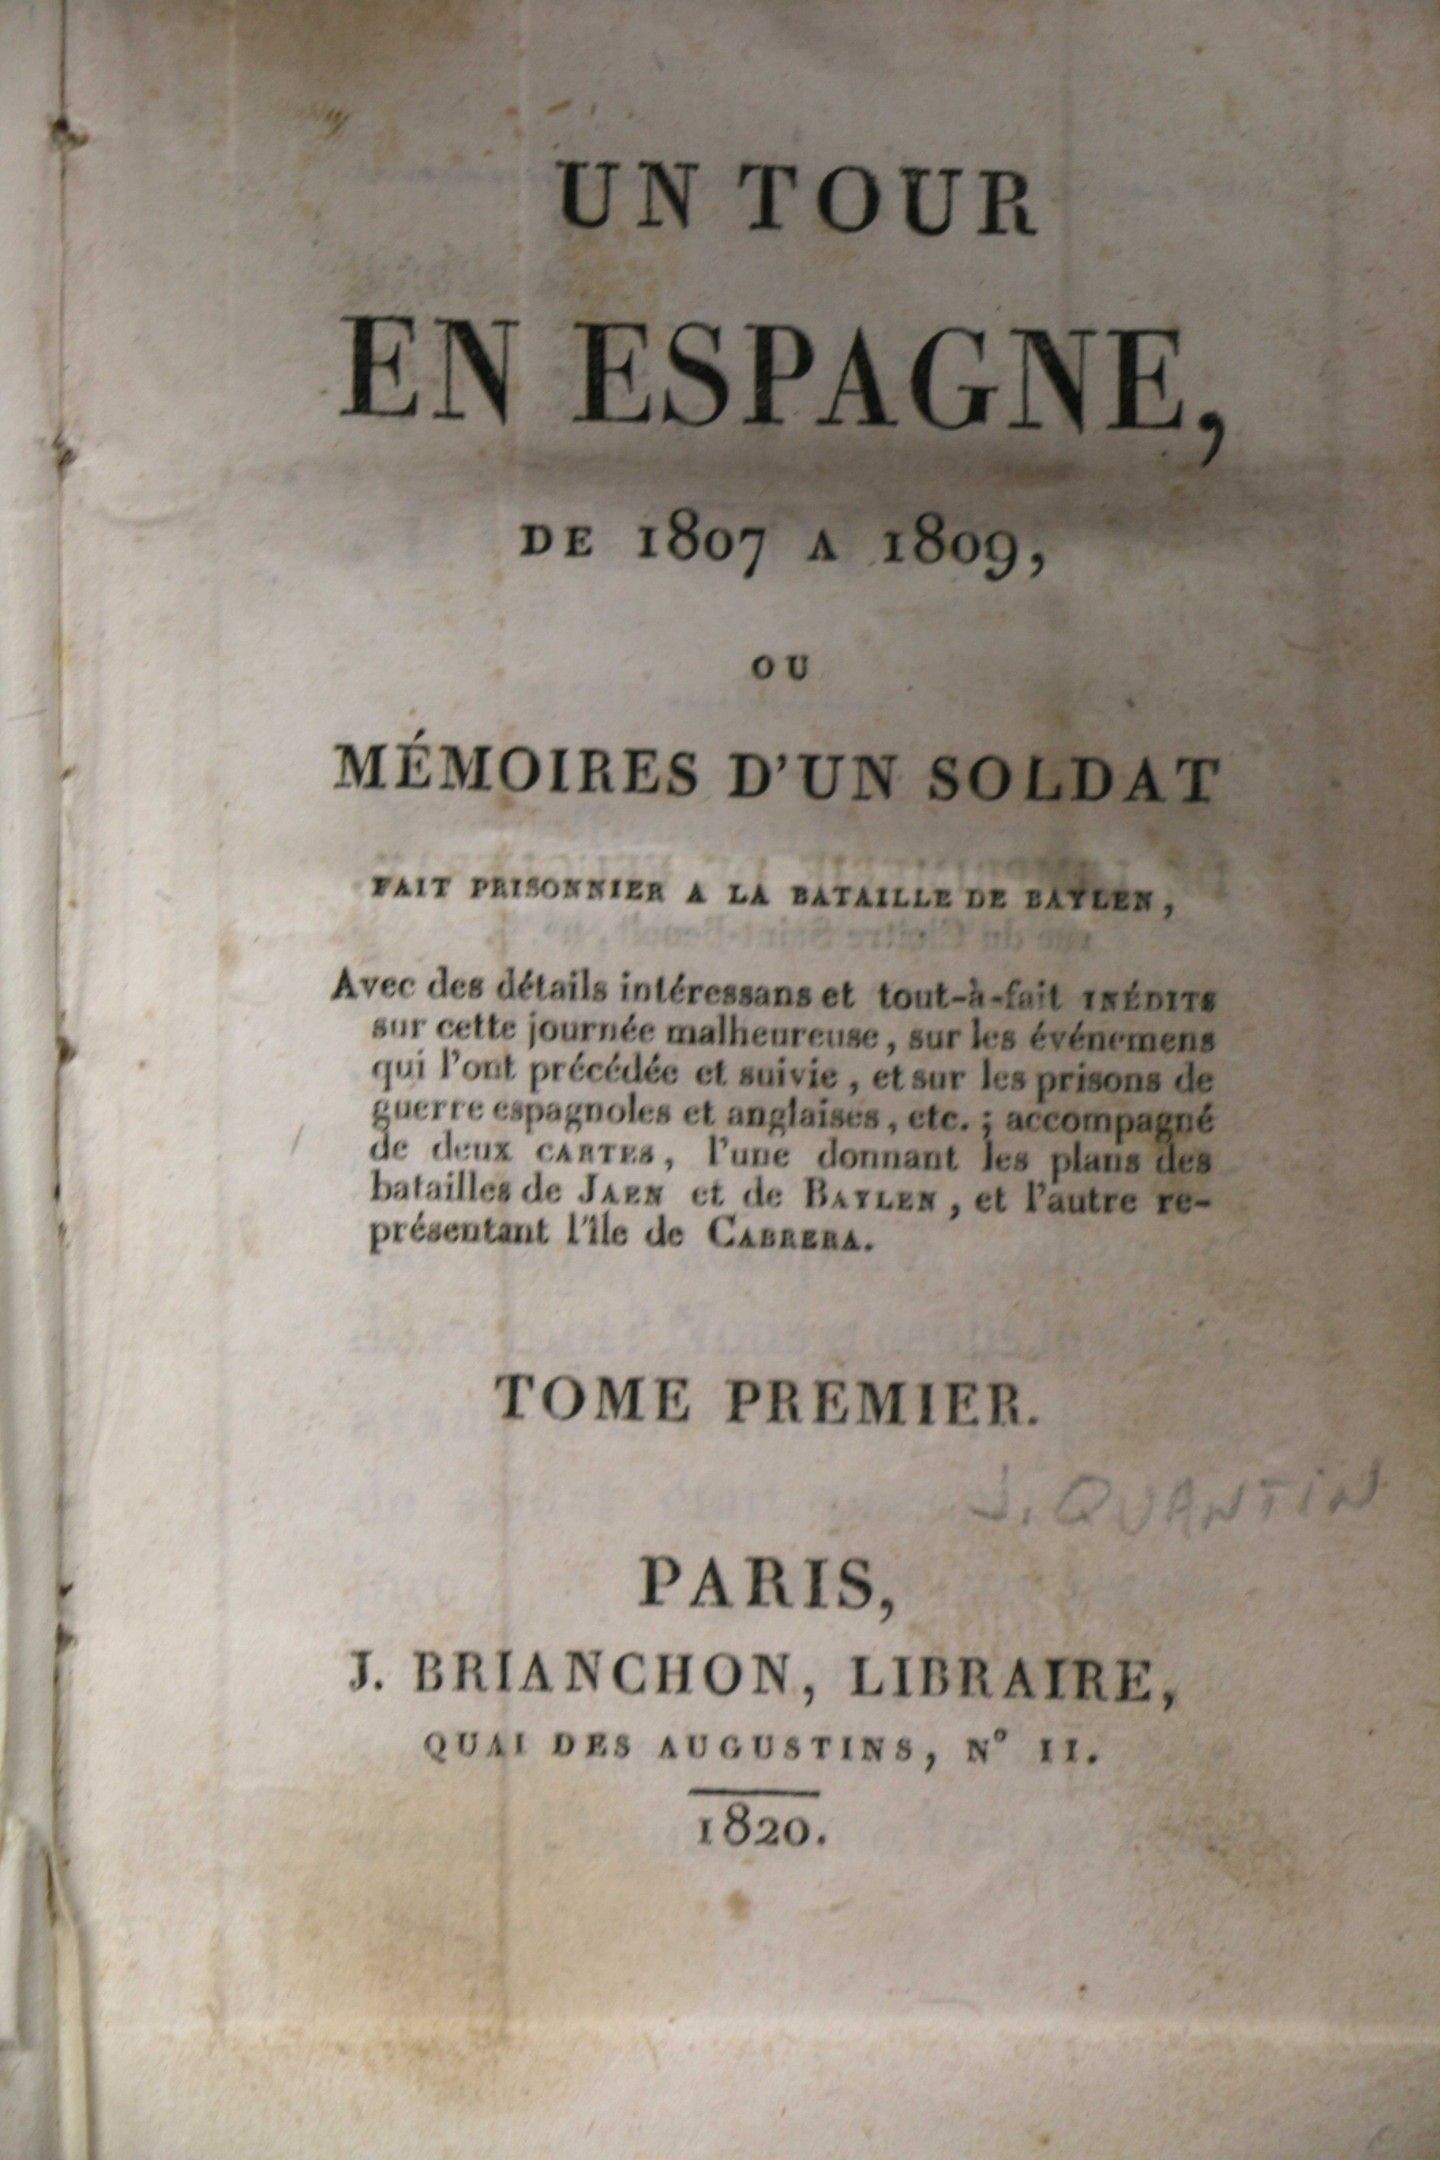 UN TOUR
EN ESPAGNE,
DE 1807 A 1809,
OU
MÉMOIRES D'UN SOLDAT
FAIT PRISONNIER A LA BATAILLE DE BAYLEN,
Avec des détails intéressans et tout-à-fait INÉDITS
sur cette journée malheureuse, sur les événemens
qui l'ont précédée et suivie, et sur les prisons de
guerre espagnoles et anglaises, etc.; accompagné
de deux CARTES, l'une donnant les plans des
batailles de JAEN et de BAYLEN, et l'autre re-
présentant l'île de CABRERA.
TOME PREMIER.
J. QUANTIN
PARIS,
J. BRIANCHON, LIBRAIRE,
QUAI DES AUGUSTINS, N° 11.
1820.